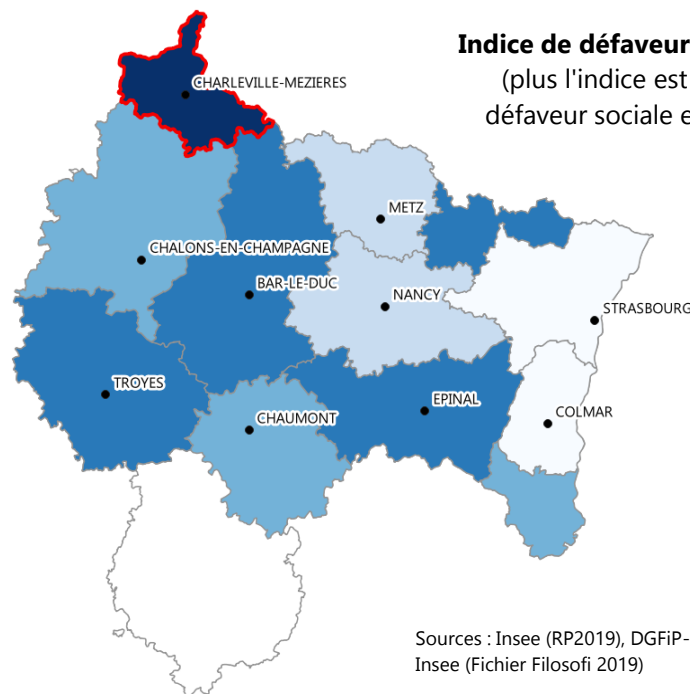 Indice de défaveur
(plus l'indice est
défaveur sociale e
CHARLEVILLE-MEZIERES
METZ
CHALONS-EN-CHAMPAGNE
BAR-LE-DUC
NANCY
STRASBOURG
TROYES
EPINAL
CHAUMONT
COLMAR
Sources : Insee (RP2019), DGFiP-
Insee (Fichier Filosofi 2019)